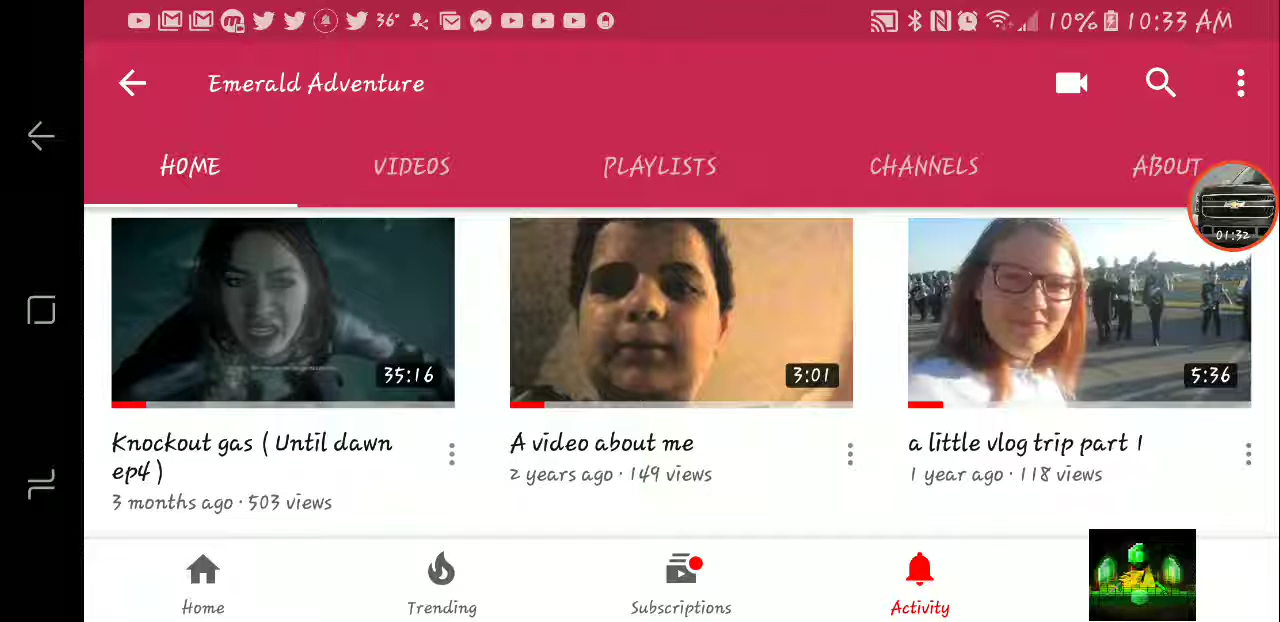 36° 10% 10:33 AM
Emerald Adventure
HOME VIDEOS PLAYLISTS CHANNELS ABOUT
01:32
35:16 3:01 5:36
Knockout gas ( Until dawn
ep4 )
3 months ago · 503 views
A video about me
2 years ago · 149 views
a little vlog trip part 1
1 year ago · 118 views
Home Trending Subscriptions Activity